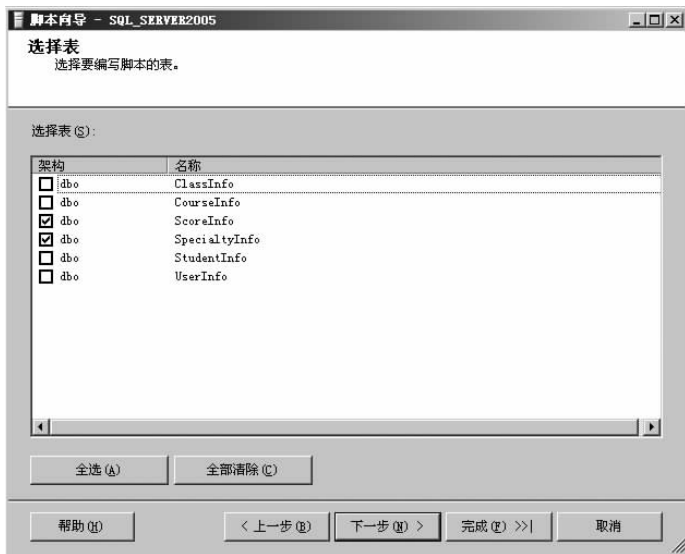 脚本向导 - SQL_SERVER2005
选择表
选择要编写脚本的表。
选择表(S):
架构 名称
dbo ClassInfo
dbo CourseInfo
dbo ScoreInfo
dbo SpecialtyInfo
dbo StudentInfo
dbo UserInfo
全选(A) 全部清除(C)
帮助(H) < 上一步(B) 下一步(N) > 完成(F) >>| 取消